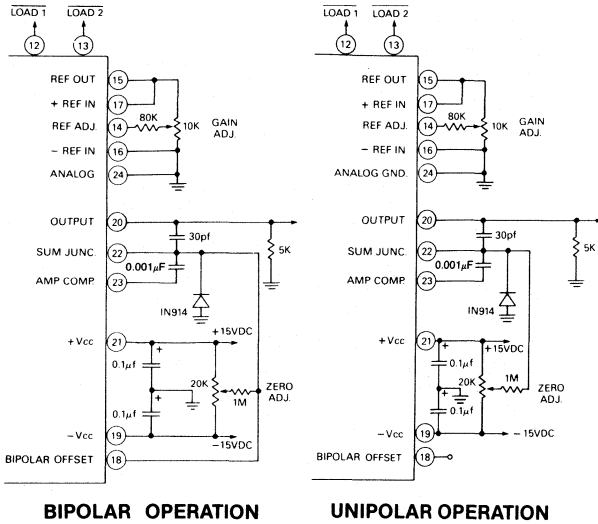 LOAD 1 LOAD 2
12 13
REF OUT 15
+ REF IN 17
REF ADJ. 14 80K 10K GAIN ADJ.
- REF IN 16
ANALOG 24
OUTPUT 20
30pf
SUM JUNC. 22 5K
0.001μF
AMP COMP. 23
IN914
+Vcc 21 +15VDC
0.1μf
20K 1M ZERO ADJ.
0.1μf
-Vcc 19 -15VDC
BIPOLAR OFFSET 18
BIPOLAR OPERATION
LOAD 1 LOAD 2
12 13
REF OUT 15
+ REF IN 17
REF ADJ. 14 80K 10K GAIN ADJ.
- REF IN 16
ANALOG GND. 24
OUTPUT 20
30pf
SUM JUNC. 22 5K
0.001μF
AMP COMP. 23
IN914
+Vcc 21 +15VDC
0.1μf
20K 1M ZERO ADJ.
0.1μf
-Vcc 19 -15VDC
BIPOLAR OFFSET 18
UNIPOLAR OPERATION